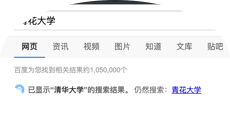 青花大学
网页 资讯 视频 图片 知道 文库 贴吧
百度为您找到相关结果约1,050,000个
已显示“清华大学”的搜索结果。仍然搜索：青花大学